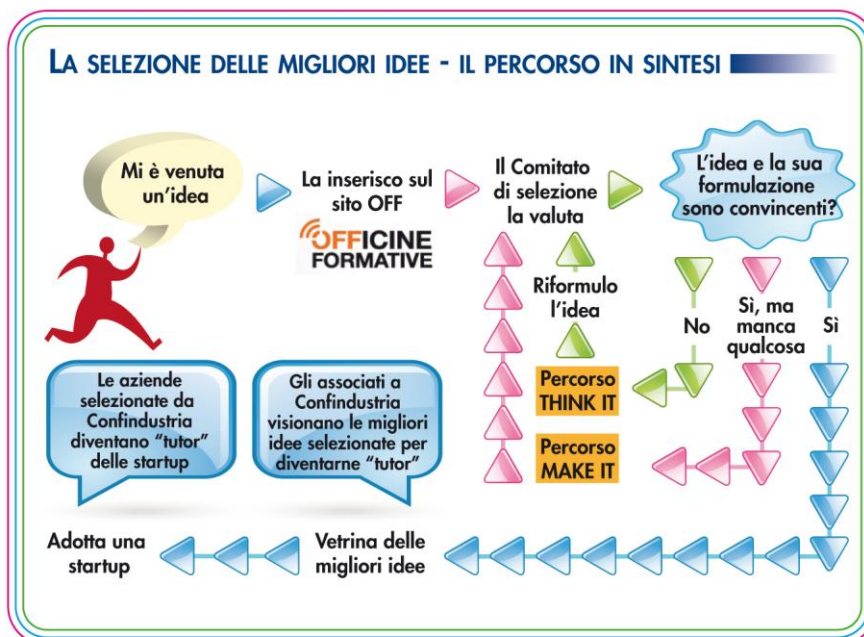 LA SELEZIONE DELLE MIGLIORI IDEE - IL PERCORSO IN SINTESI
Mi è venuta
un'idea
La inserisco sul
sito OFF
OFFICINE
FORMATIVE
Il Comitato
di selezione
la valuta
L'idea e la sua
formulazione
sono convincenti?
Riformulo
l'idea
No
Sì, ma
manca
qualcosa
Sì
Percorso
THINK IT
Percorso
MAKE IT
Le aziende
selezionate da
Confindustria
diventano "tutor"
delle startup
Gli associati a
Confindustria
visionano le migliori
idee selezionate per
diventarne "tutor"
Adotta una
startup
Vetrina delle
migliori idee